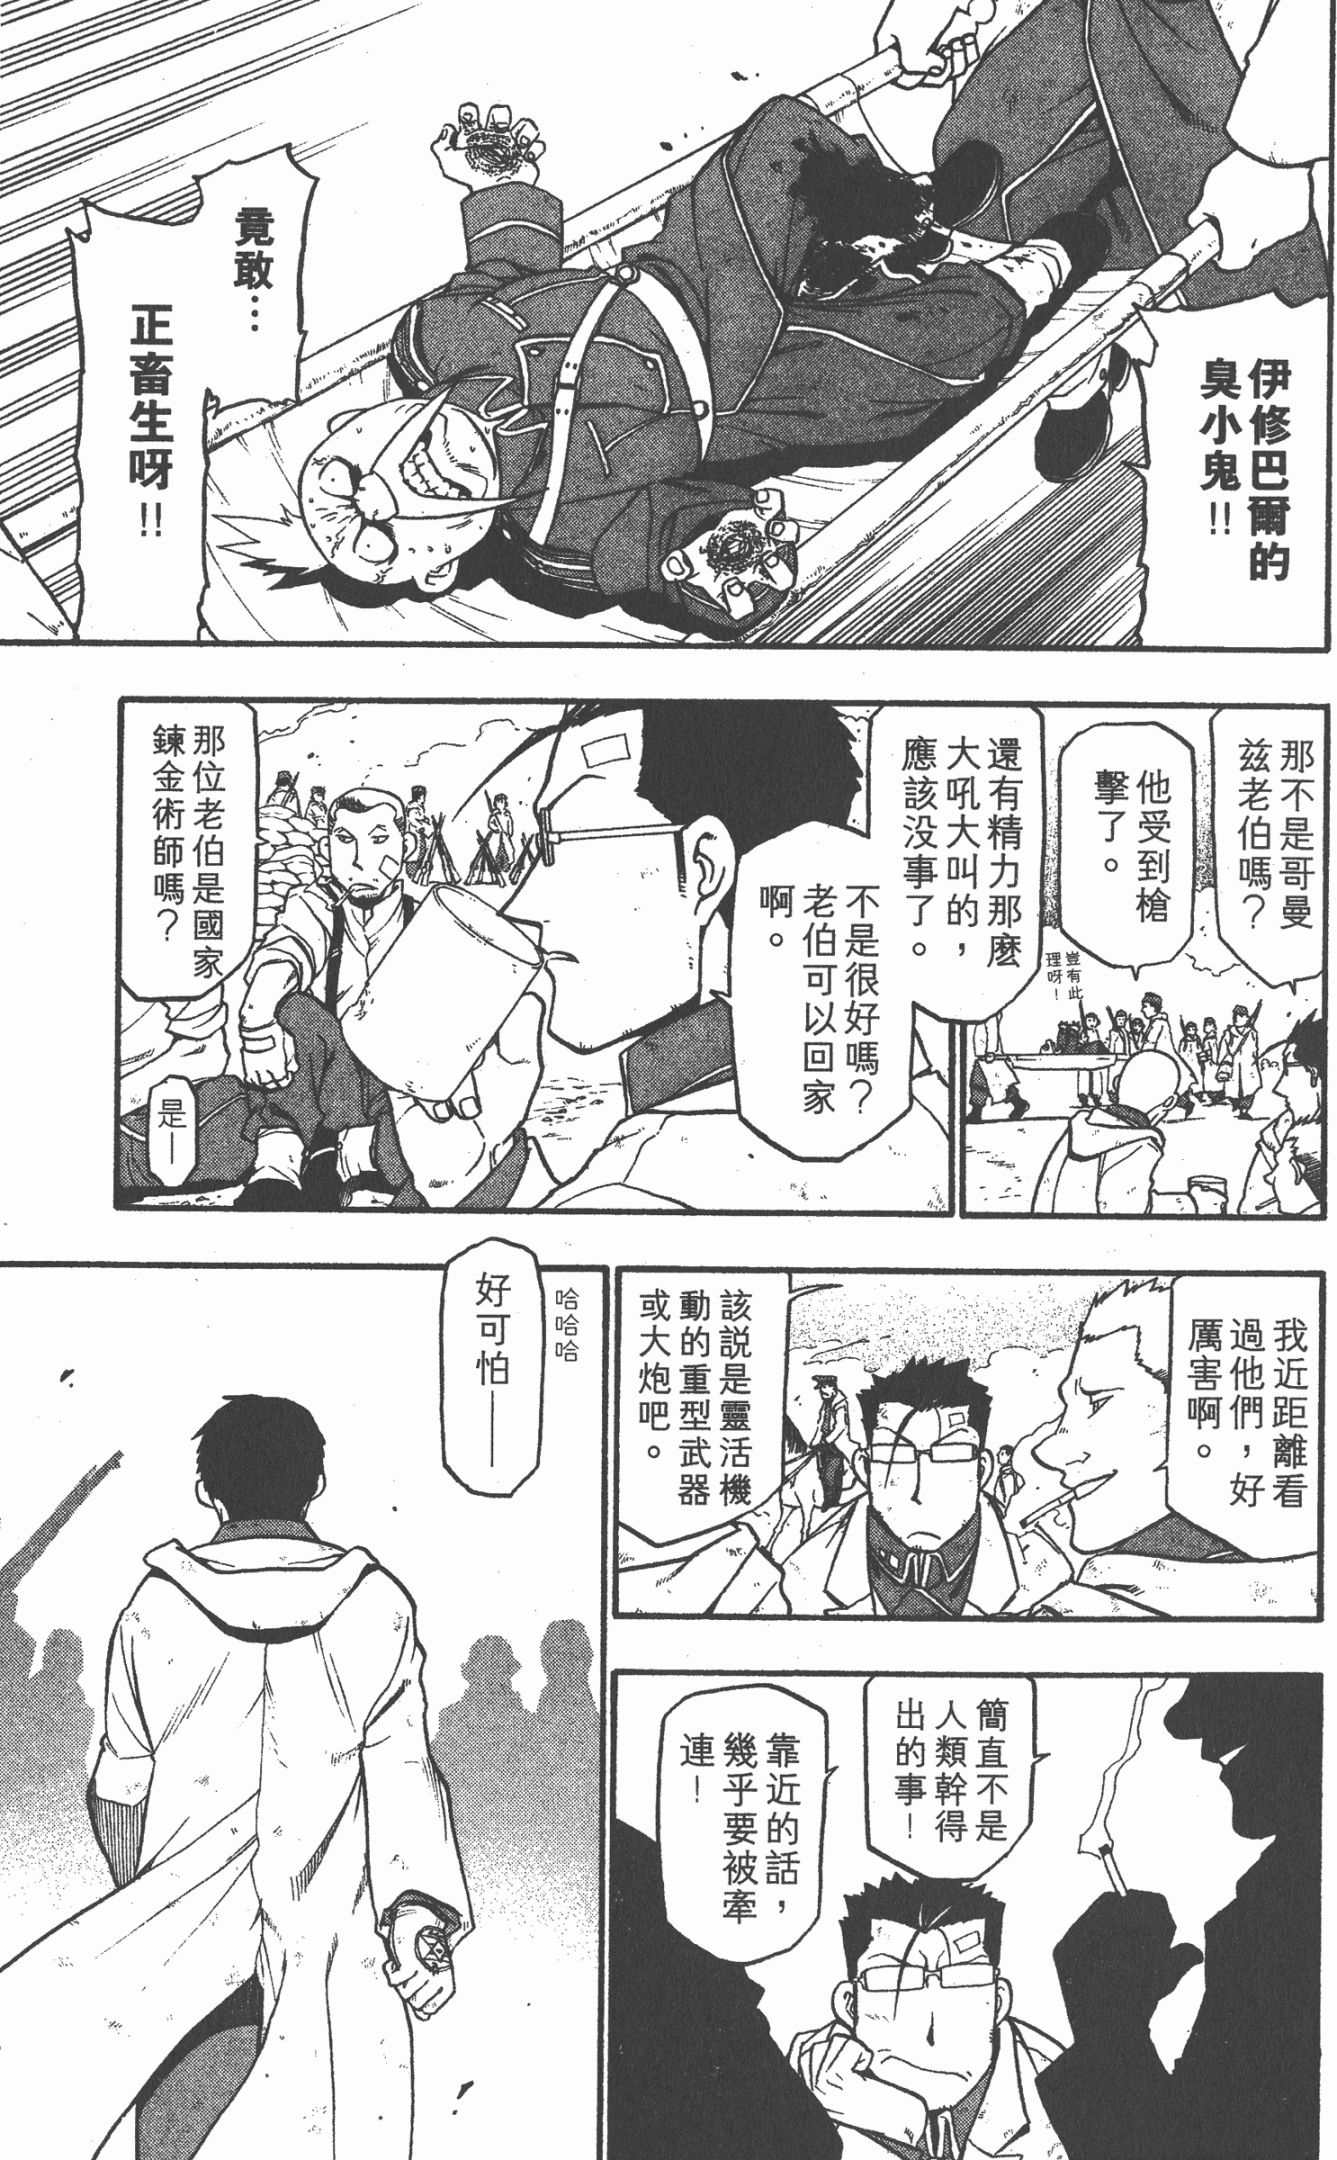 伊修巴爾的
臭小鬼!!
竟敢…
正畜生呀!!
那不是哥曼
茲老伯嗎?
他受到槍
擊了。
豈有此
理呀!
還有精力那麼
大吼大叫的,
應該沒事了。
不是很好嗎?
老伯可以回家
啊。
那位老伯是國家
鍊金術師嗎?
是—
我近距離看
過他們,好
厲害啊。
該說是靈活機
動的重型武器
或大炮吧。
簡直不是
人類幹得
出的事!
靠近的話,
幾乎要被牽
連!
哈哈哈
好可怕——